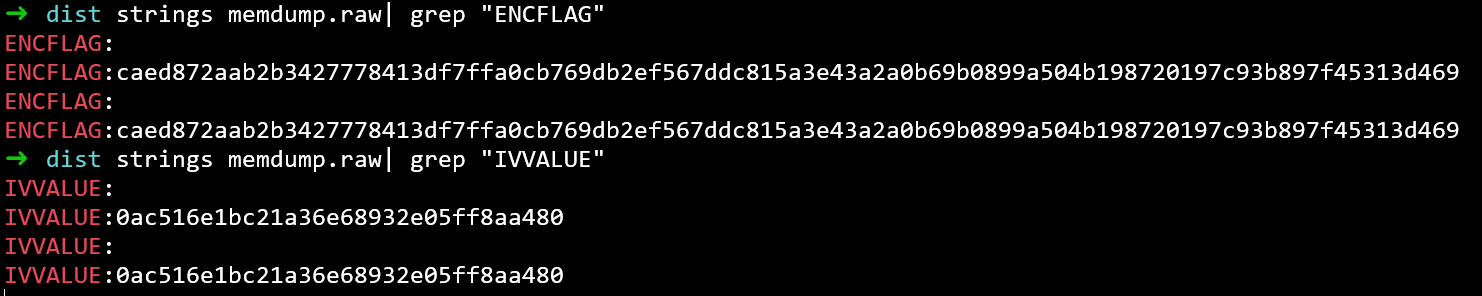 → dist strings memdump.raw| grep "ENCFLAG"
ENCFLAG:
ENCFLAG:caed872aab2b3427778413df7ffa0cb769db2ef567ddc815a3e43a2a0b69b0899a504b198720197c93b897f45313d469
ENCFLAG:
ENCFLAG:caed872aab2b3427778413df7ffa0cb769db2ef567ddc815a3e43a2a0b69b0899a504b198720197c93b897f45313d469
→ dist strings memdump.raw| grep "IVVALUE"
IVVALUE:
IVVALUE:0ac516e1bc21a36e68932e05ff8aa480
IVVALUE:
IVVALUE:0ac516e1bc21a36e68932e05ff8aa480